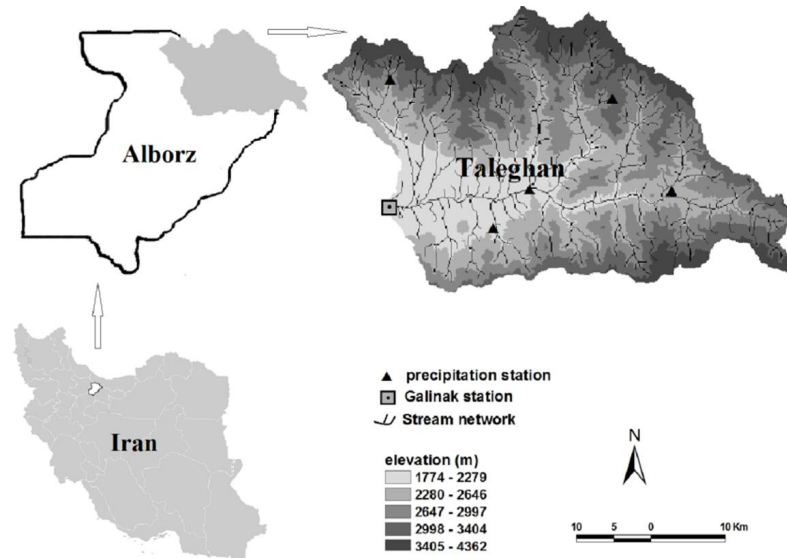 Alborz
Taleghan
Iran
precipitation station
Galinak station
Stream network
elevation (m)
1774 - 2279
2280 - 2646
2647 - 2997
2998 - 3404
3405 - 4362
N
10 5 0 10 Km